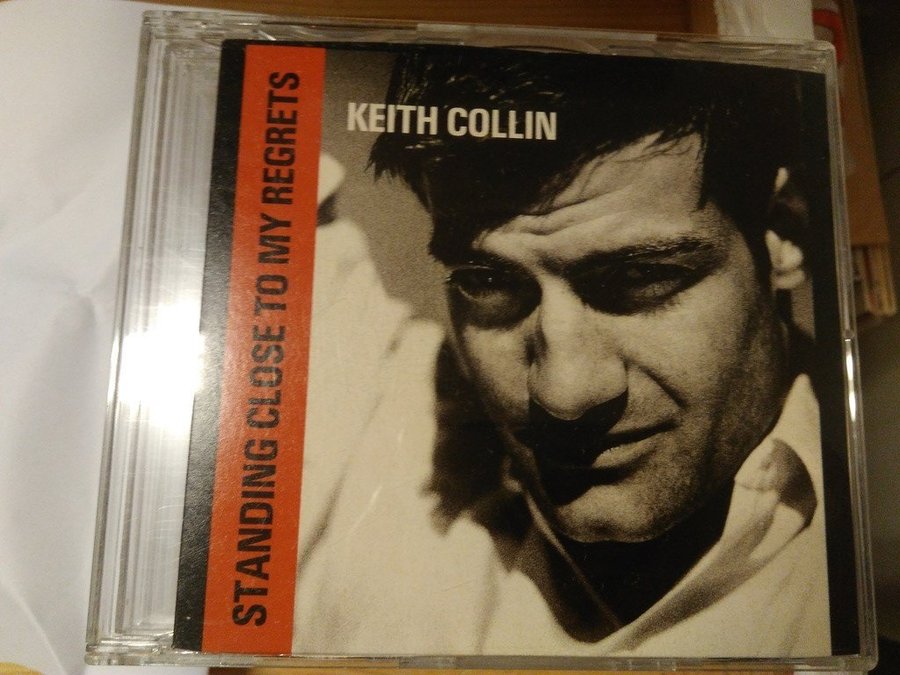 KEITH COLLIN
STANDING CLOSE TO MY REGRETS